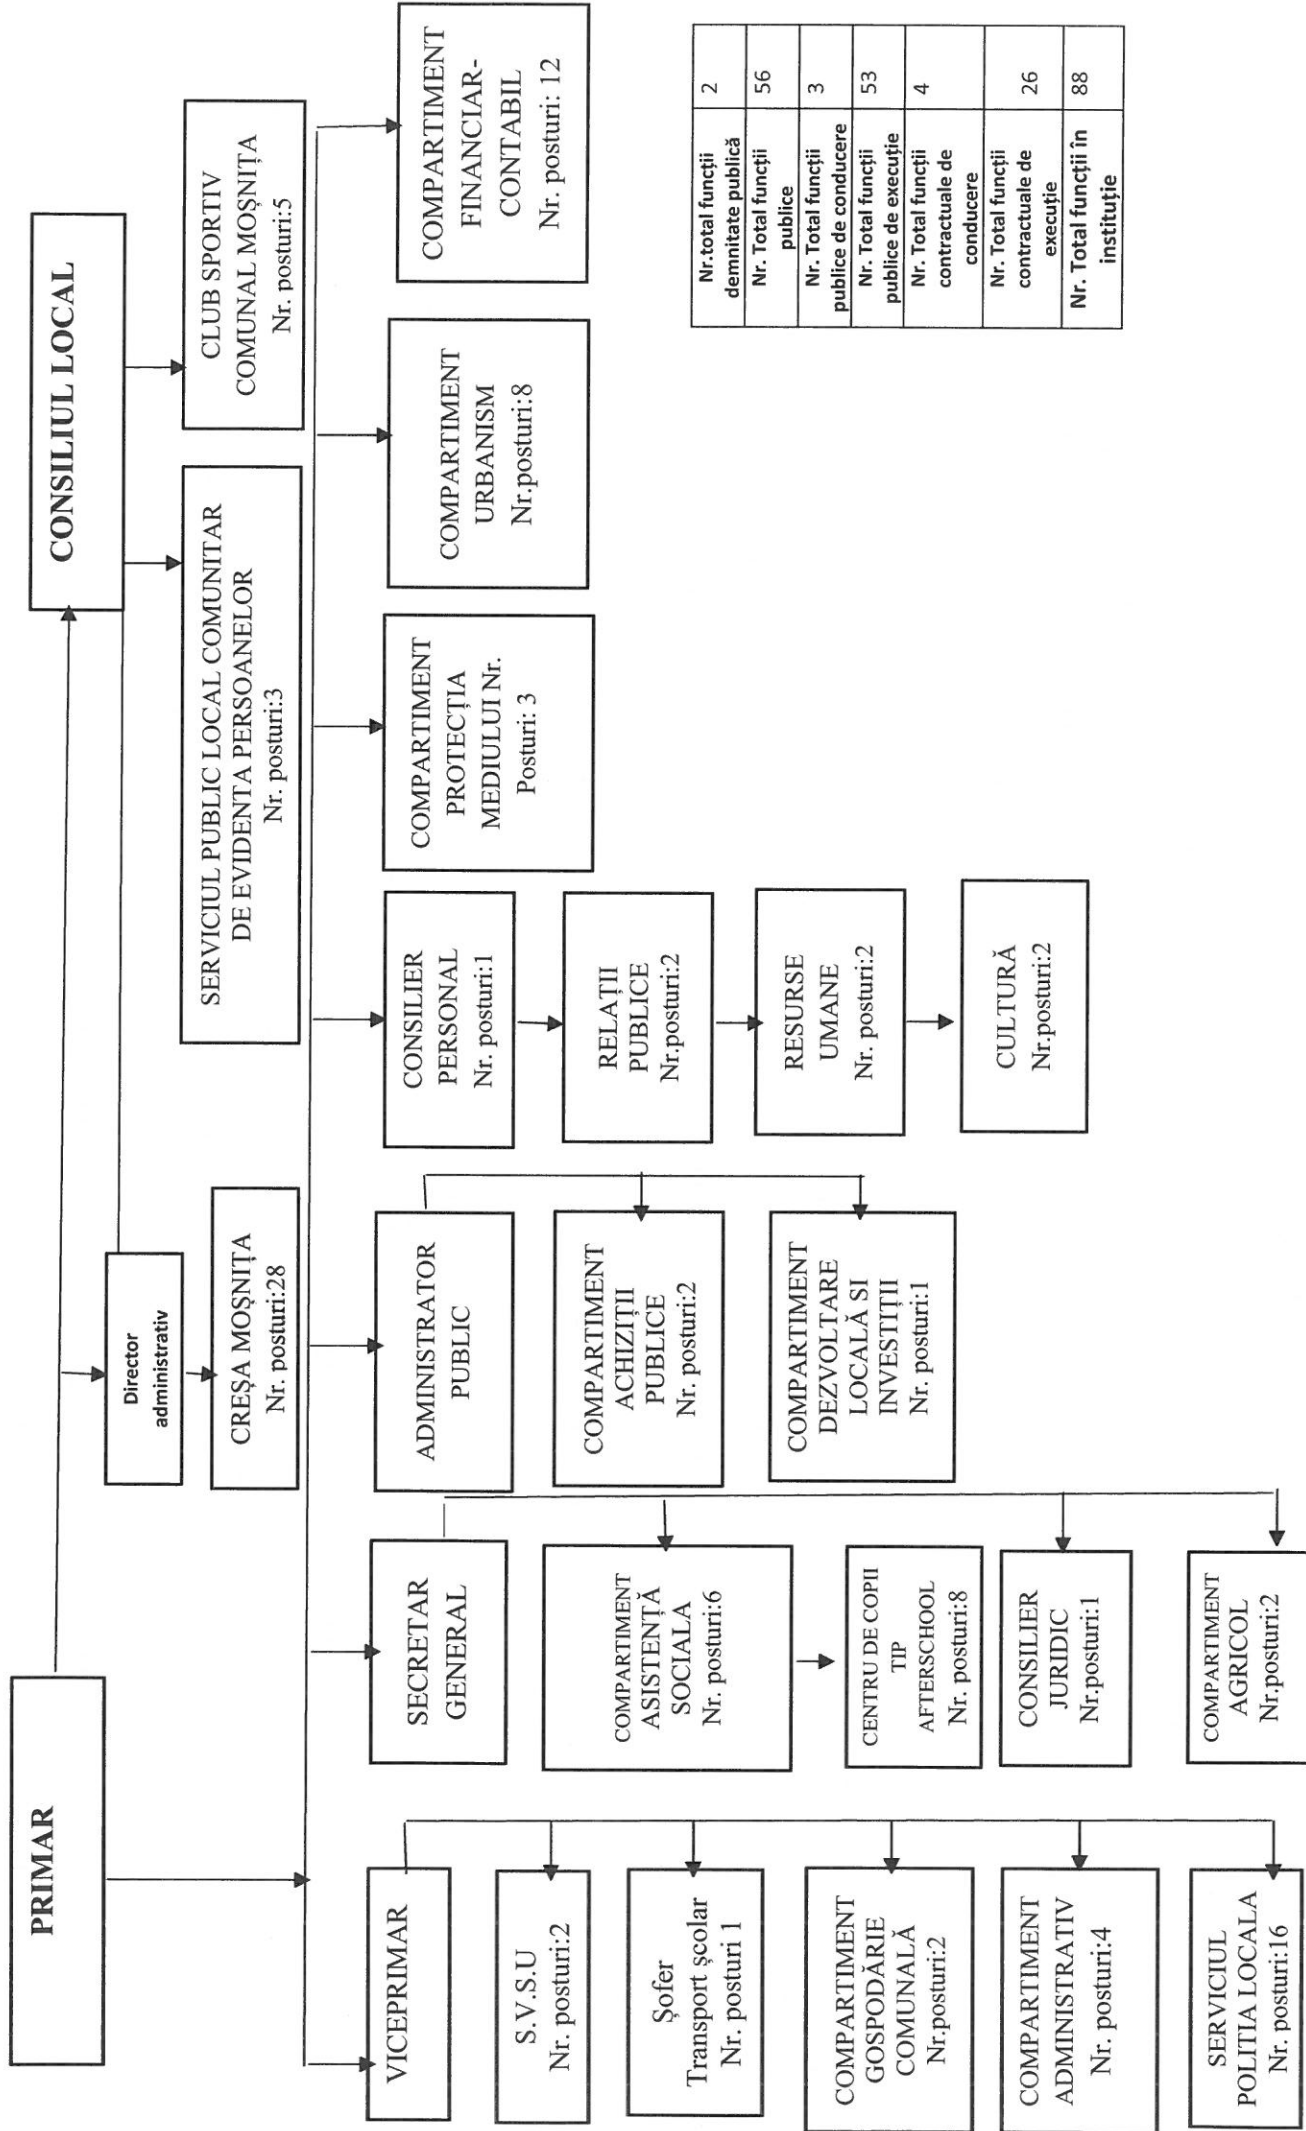 PRIMAR
CONSILIUL LOCAL
Director
administrativ
CREȘA MOȘNIȚA
Nr. posturi:28
SERVICIUL PUBLIC LOCAL COMUNITAR
DE EVIDENTA PERSOANELOR
Nr. posturi:3
CLUB SPORTIV
COMUNAL MOȘNIȚA
Nr. posturi:5
VICEPRIMAR
S.V.S.U
Nr. posturi:2
Șofer
Transport școlar
Nr. posturi 1
COMPARTIMENT
GOSPODĂRIE
COMUNALĂ
Nr.posturi:2
COMPARTIMENT
ADMINISTRATIV
Nr. posturi:4
SERVICIUL
POLITIA LOCALA
Nr. posturi:16
SECRETAR
GENERAL
COMPARTIMENT
ASISTENȚĂ
SOCIALA
Nr. posturi:6
CENTRU DE COPII
TIP
AFTERSCHOOL
Nr. posturi:8
CONSILIER
JURIDIC
Nr.posturi:1
COMPARTIMENT
AGRICOL
Nr.posturi:2
ADMINISTRATOR
PUBLIC
COMPARTIMENT
ACHIZIȚII
PUBLICE
Nr. posturi:2
COMPARTIMENT
DEZVOLTARE
LOCALĂ SI
INVESTIȚII
Nr. posturi:1
CONSILIER
PERSONAL
Nr. posturi:1
RELAȚII
PUBLICE
Nr.posturi:2
RESURSE
UMANE
Nr. posturi:2
CULTURĂ
Nr.posturi:2
COMPARTIMENT
PROTECȚIA
MEDIULUI Nr.
Posturi: 3
COMPARTIMENT
URBANISM
Nr.posturi:8
COMPARTIMENT
FINANCIAR-
CONTABIL
Nr. posturi: 12
Nr.total funcții 2
demnitate publică
Nr. Total funcții 56
publice
Nr. Total funcții 3
publice de conducere
Nr. Total funcții 53
publice de execuție
Nr. Total funcții 4
contractuale de
conducere
Nr. Total funcții
contractuale de 26
execuție
Nr. Total funcții în 88
instituție